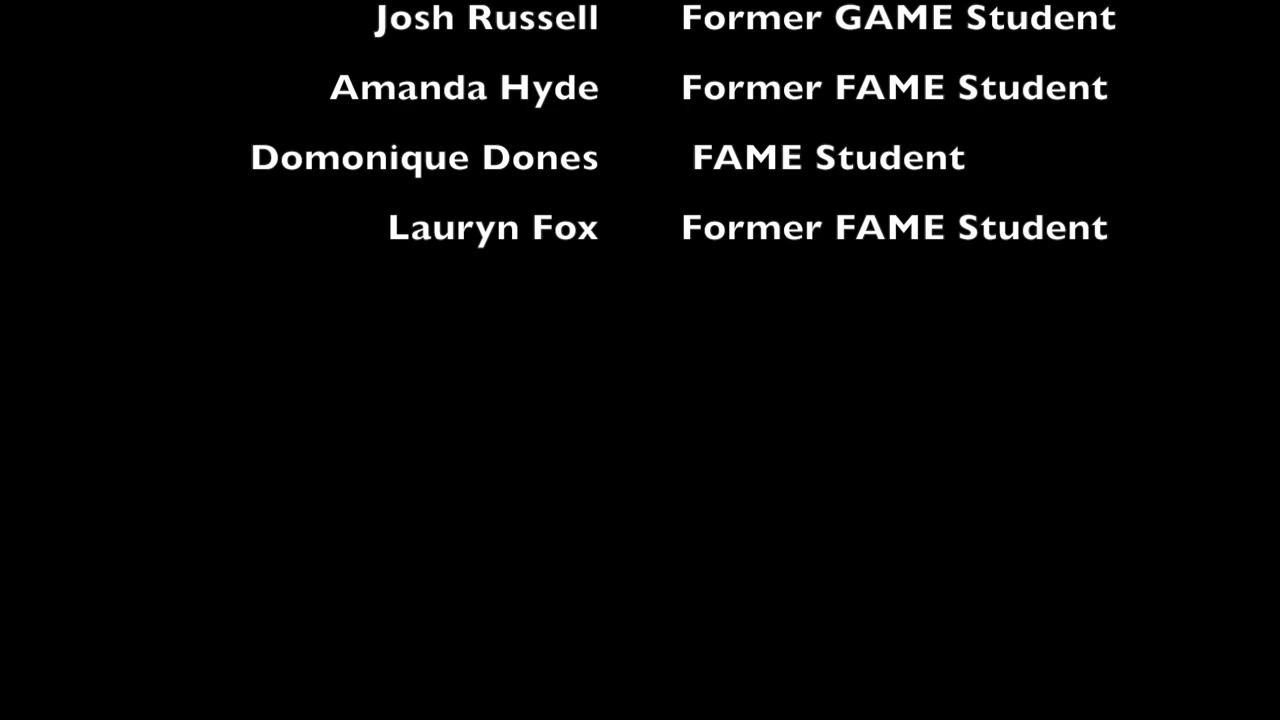 Josh Russell Former GAME Student
Amanda Hyde Former FAME Student
Domonique Dones FAME Student
Lauryn Fox Former FAME Student